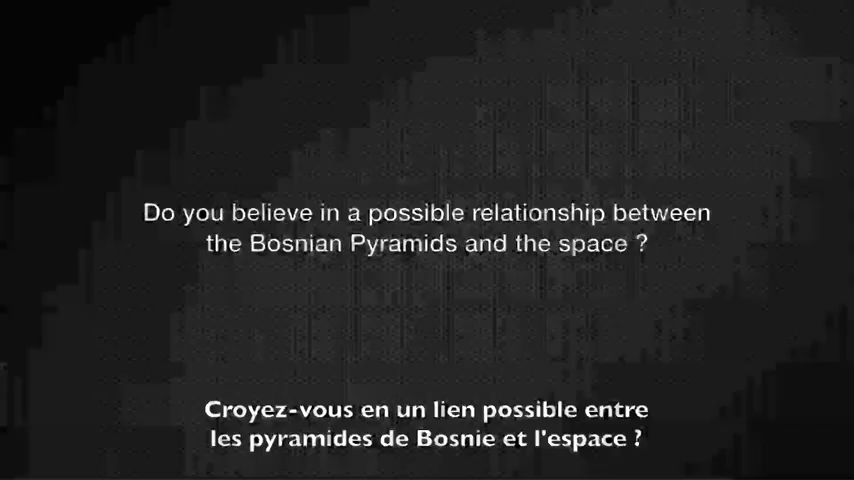 Do you believe in a possible relationship between
the Bosnian Pyramids and the space ?
Croyez-vous en un lien possible entre
les pyramides de Bosnie et l'espace ?